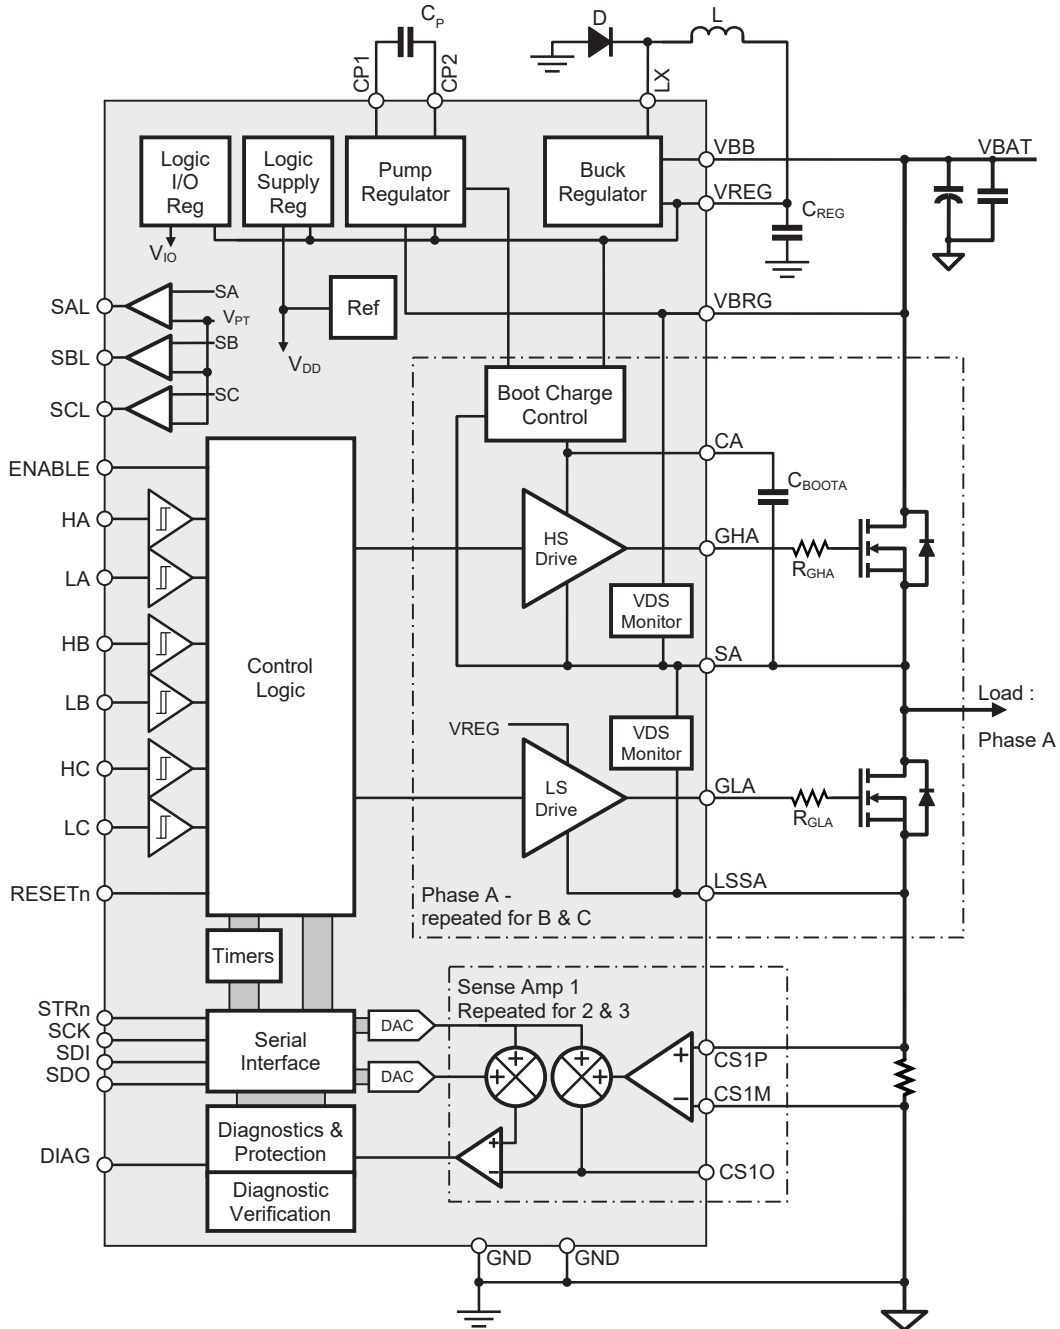 C_P
D
L
CP1
CP2
LX
Logic
I/O
Reg
Logic
Supply
Reg
Pump
Regulator
Buck
Regulator
VBB
VBAT
VREG
C_REG
V_IO
Ref
VBRG
SAL
SA
V_PT
SBL
SB
V_DD
SCL
SC
Boot Charge
Control
CA
C_BOOTA
ENABLE
HA
HS
Drive
GHA
R_GHA
LA
VDS
Monitor
HB
Control
Logic
SA
LB
Load :
Phase A
VREG
VDS
Monitor
HC
LS
Drive
GLA
R_GLA
LC
RESETn
LSSA
Phase A -
repeated for B & C
Timers
Sense Amp 1
Repeated for 2 & 3
STRn
SCK
SDI
SDO
Serial
Interface
DAC
DAC
+
+
+
+
+
−
CS1P
CS1M
DIAG
Diagnostics &
Protection
+
−
CS1O
Diagnostic
Verification
GND
GND